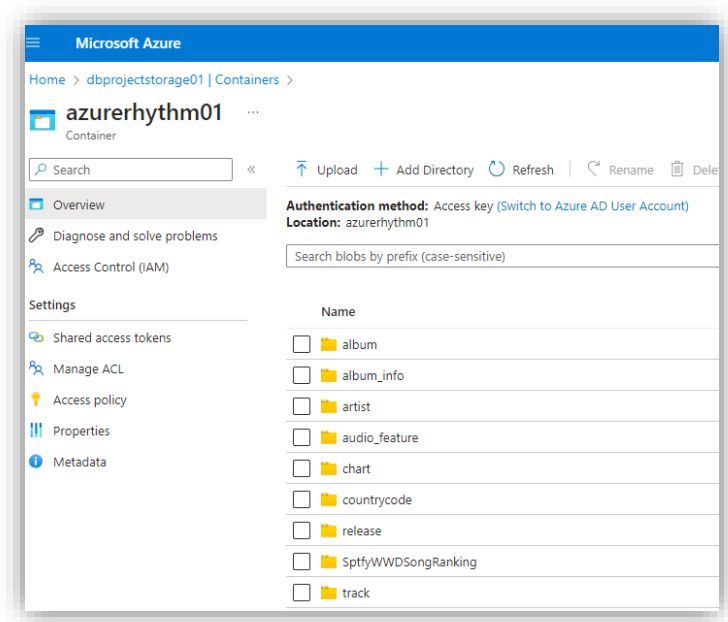 Microsoft Azure
Home > dbprojectstorage01 | Containers >
azurerhythm01 ...
Container
Search «
Upload Add Directory Refresh Rename Dele
Overview
Diagnose and solve problems
Access Control (IAM)
Settings
Shared access tokens
Manage ACL
Access policy
Properties
Metadata
Authentication method: Access key (Switch to Azure AD User Account)
Location: azurerhythm01
Search blobs by prefix (case-sensitive)
Name
album
album_info
artist
audio_feature
chart
countrycode
release
SptfyWWDSongRanking
track